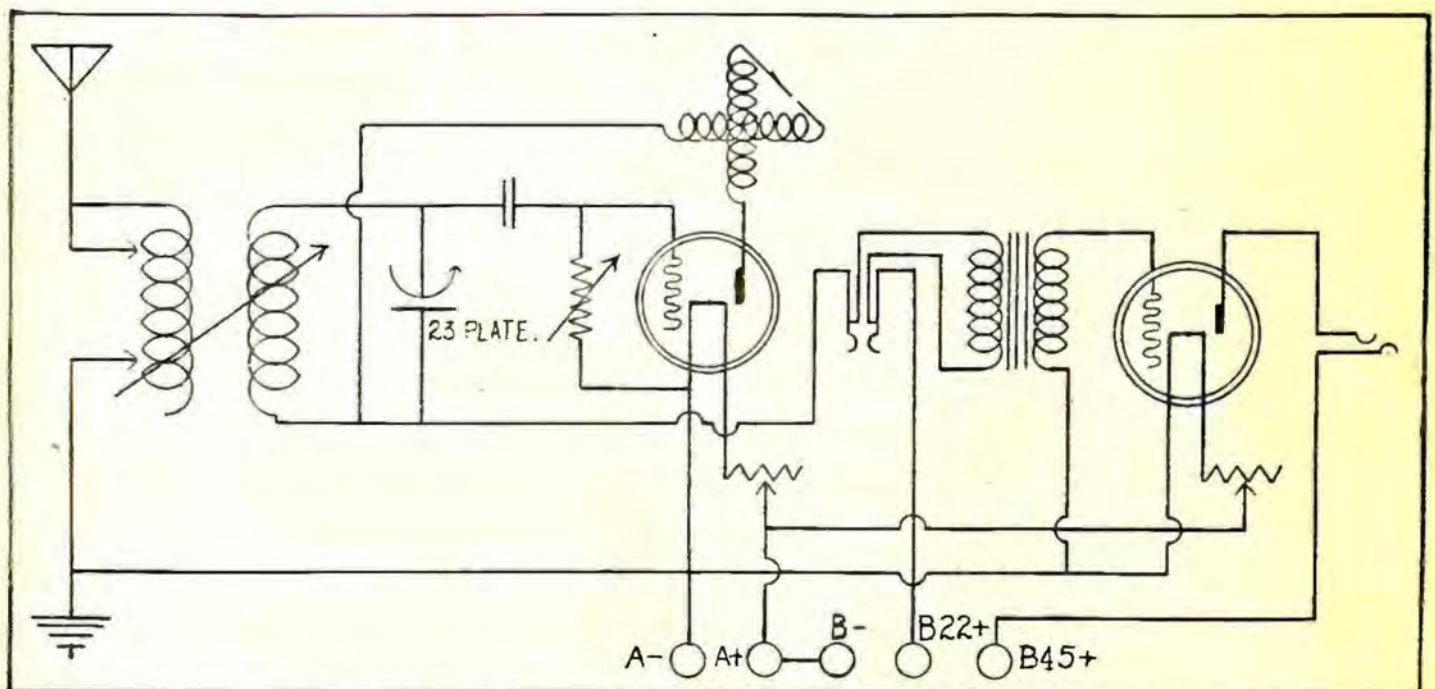 23 PLATE.
A- A+ B- B22+ B45+